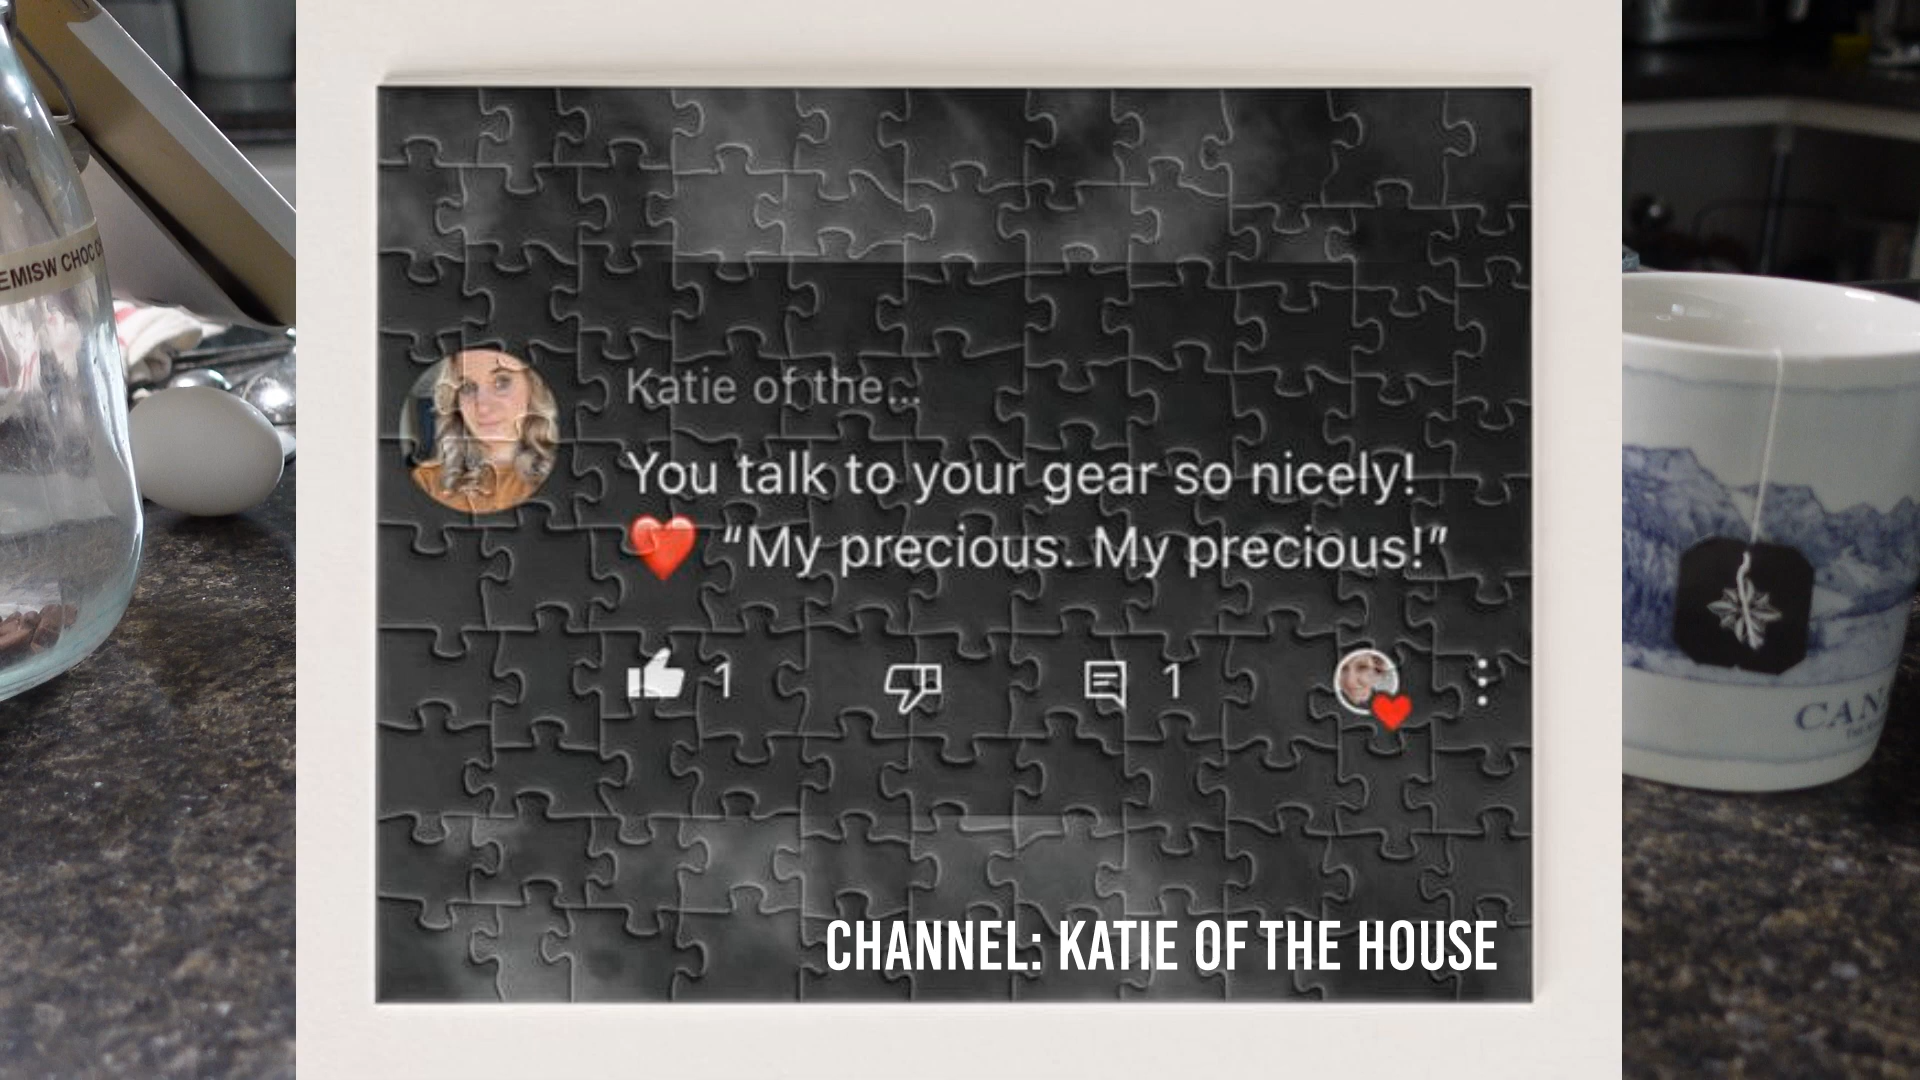 EMISW CHOC
Katie of the...
You talk to your gear so nicely!
❤️ “My precious. My precious!”
1
1
CHANNEL: KATIE OF THE HOUSE
CAN